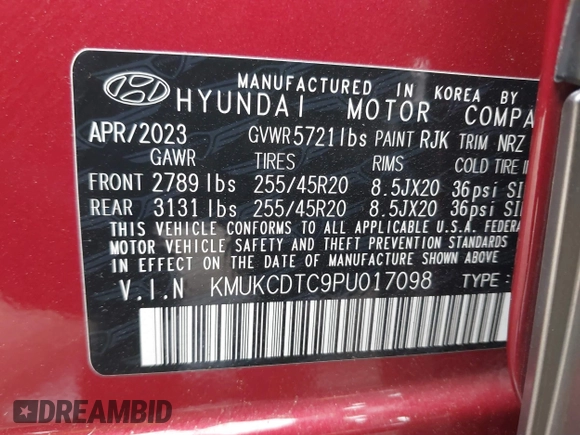 MANUFACTURED IN KOREA BY
HYUNDAI MOTOR COMPA
APR/2023 GVWR 5721 lbs PAINT RJK TRIM NRZ
GAWR TIRES RIMS COLD TIRE
FRONT 2789 lbs 255/45R20 8.5JX20 36psi
REAR 3131 lbs 255/45R20 8.5JX20 36psi
THIS VEHICLE CONFORMS TO ALL APPLICABLE U.S.A. FEDERA
MOTOR VEHICLE SAFETY AND THEFT PREVENTION STANDARDS
EFFECT ON THE DATE OF MANUFACTURE SHOWN ABOVE.
V.I.N KMUKCDTC9PU017098 TYPE :
DREAMBID